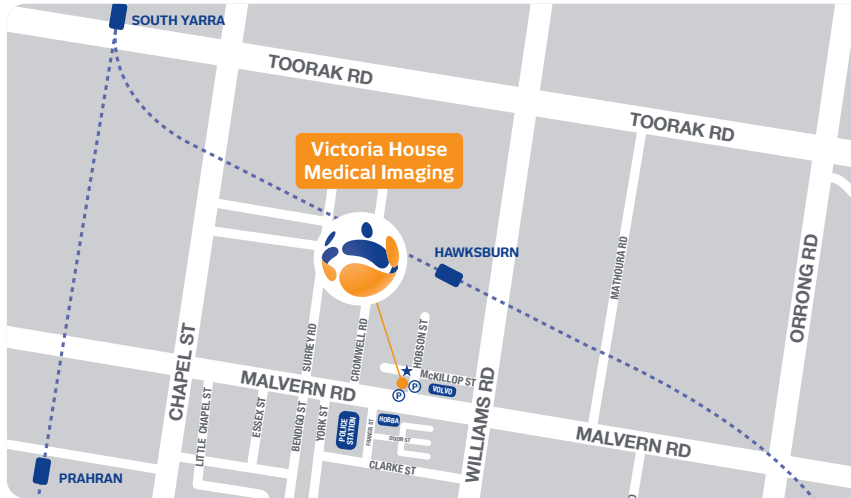 SOUTH YARRA
TOORAK RD
TOORAK RD
Victoria House
Medical Imaging
HAWKSBURN
MATHOURA RD
ORRONG RD
CHAPEL ST
SURREY RD
CROMWELL RD
HOBSON ST
McKILLOP ST
WILLIAMS RD
MALVERN RD
P
P
VOLVO
LITTLE CHAPEL ST
ESSEX ST
BENDIGO ST
YORK ST
POLICE
STATION
FRANCIS ST
HOBBA
DIXON ST
MALVERN RD
CLARKE ST
PRAHRAN
RD